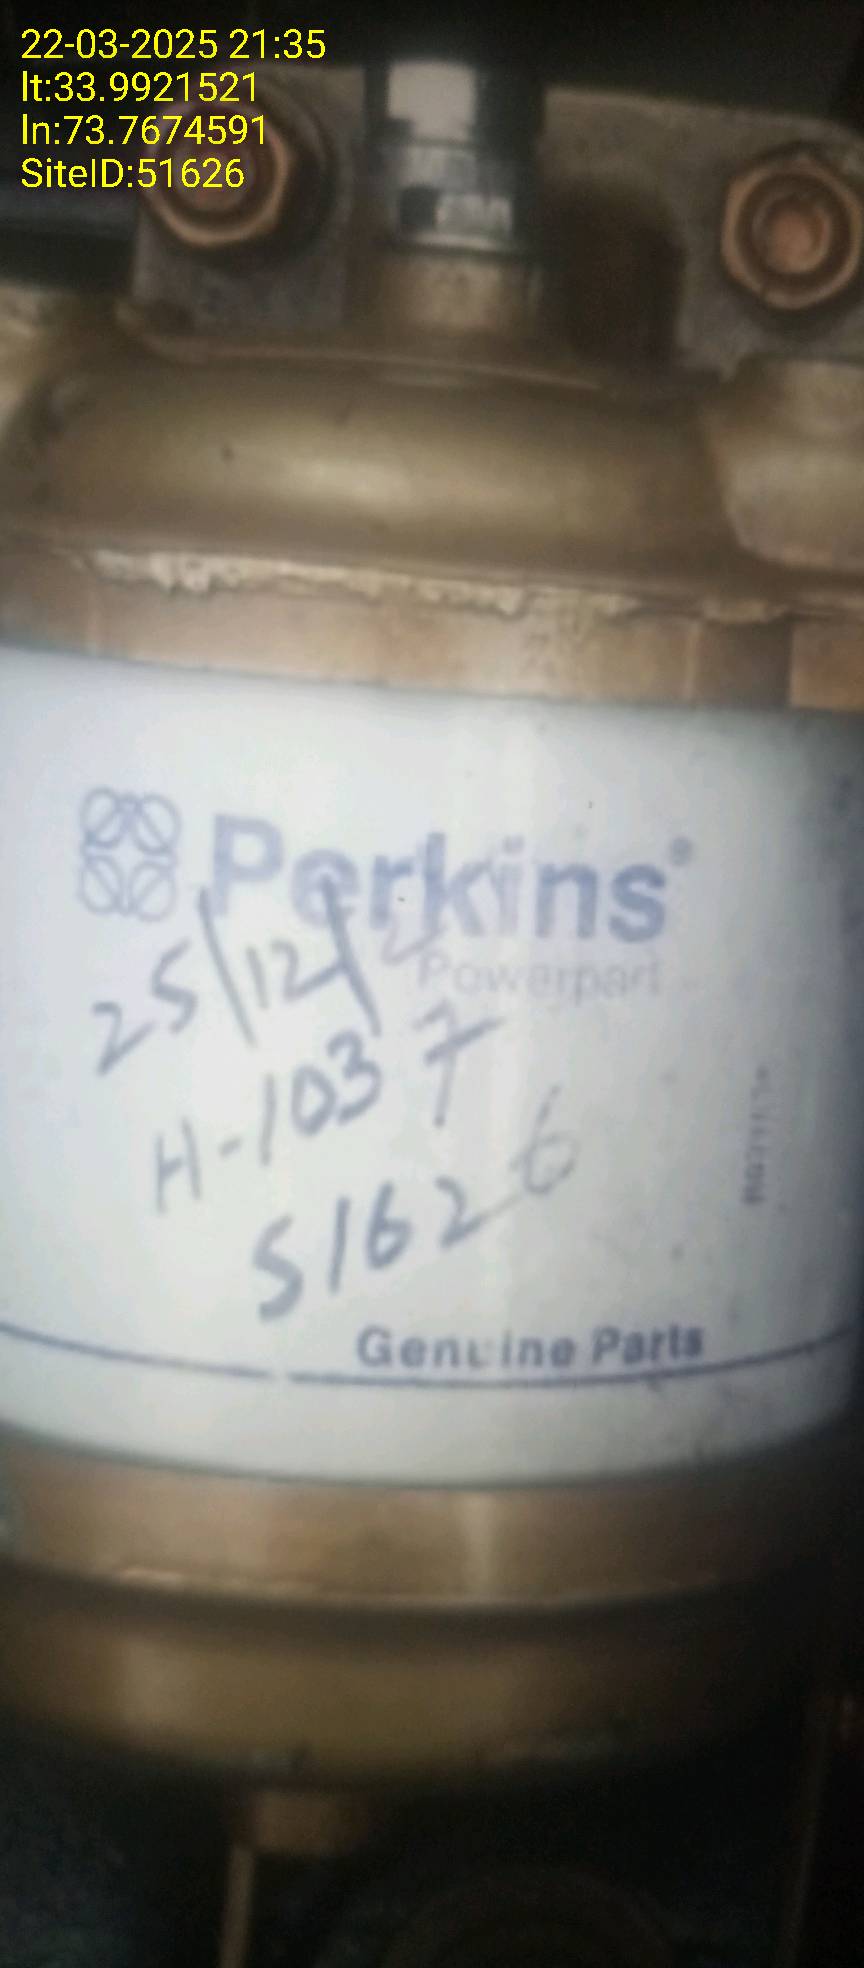 22-03-2025 21:35
lt:33.9921521
ln:73.7674591
SiteID:51626
Perkins®
Powerpart
25/12/2
H-1037
51626
Genuine Parts